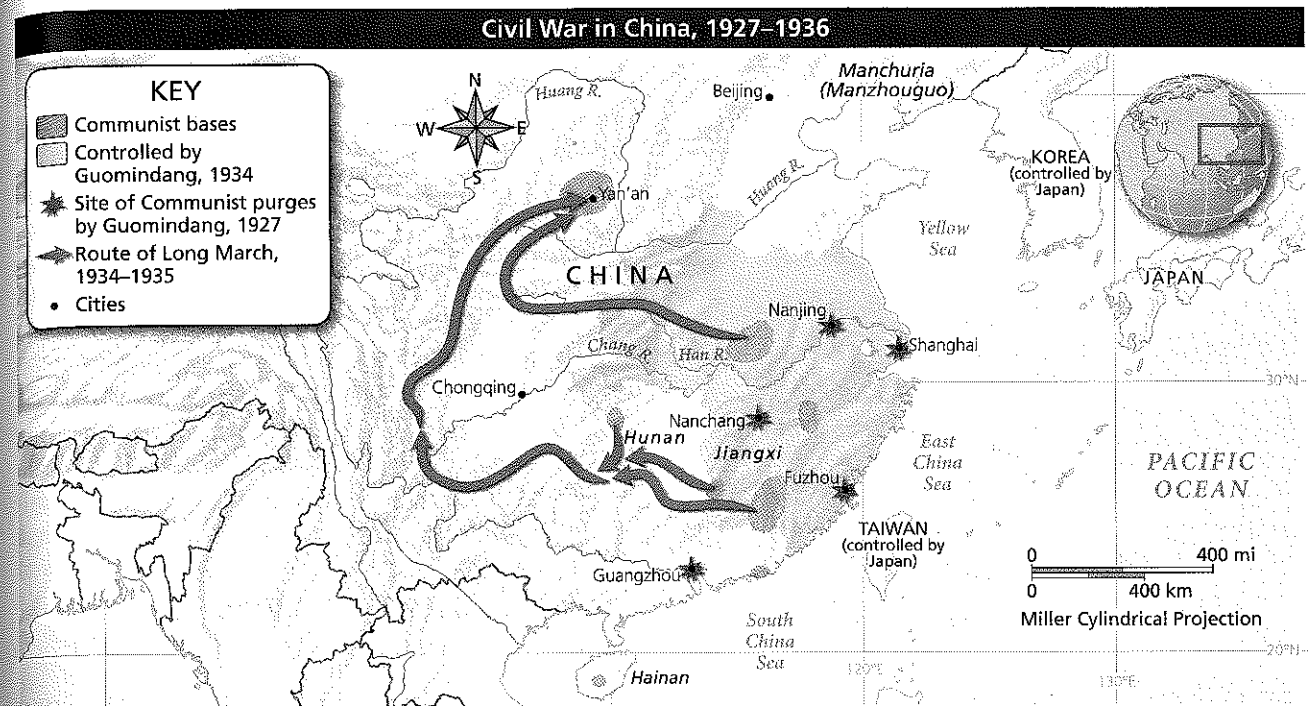 Civil War in China, 1927–1936
KEY
Communist bases
Controlled by
Guomindang, 1934
Site of Communist purges
by Guomindang, 1927
Route of Long March,
1934–1935
Cities
N
W
E
S
Huang R.
Beijing
Manchuria
(Manzhouguo)
Huang R.
KOREA
(controlled by
Japan)
Yan'an
Yellow
Sea
CHINA
JAPAN
Nanjing
Shanghai
Chang R.
Han R.
30°N
Chongqing
Nanchang
Hunan
Jiangxi
East
China
Sea
PACIFIC
OCEAN
Fuzhou
TAIWAN
(controlled by
Japan)
Guangzhou
0
400 mi
0
400 km
Miller Cylindrical Projection
South
China
Sea
20°N
120°E
130°E
Hainan